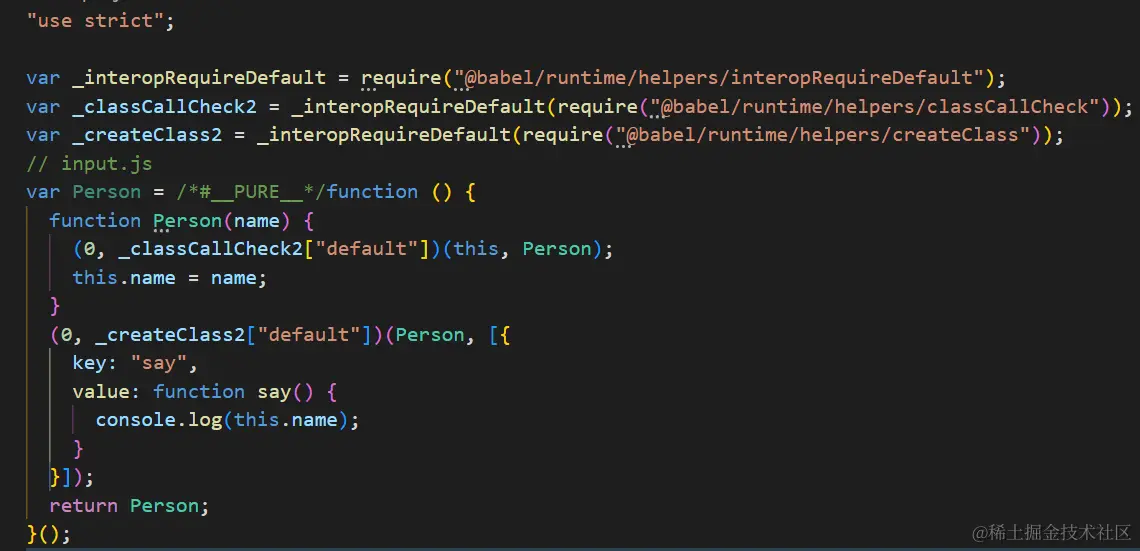 "use strict";
var _interopRequireDefault = require("@babel/runtime/helpers/interopRequireDefault");
var _classCallCheck2 = _interopRequireDefault(require("@babel/runtime/helpers/classCallCheck"));
var _createClass2 = _interopRequireDefault(require("@babel/runtime/helpers/createClass"));
// input.js
var Person = /*#__PURE__*/function () {
  function Person(name) {
    (0, _classCallCheck2["default"])(this, Person);
    this.name = name;
  }
  (0, _createClass2["default"])(Person, [{
    key: "say",
    value: function say() {
      console.log(this.name);
    }
  }]);
  return Person;
}();
@稀土掘金技术社区